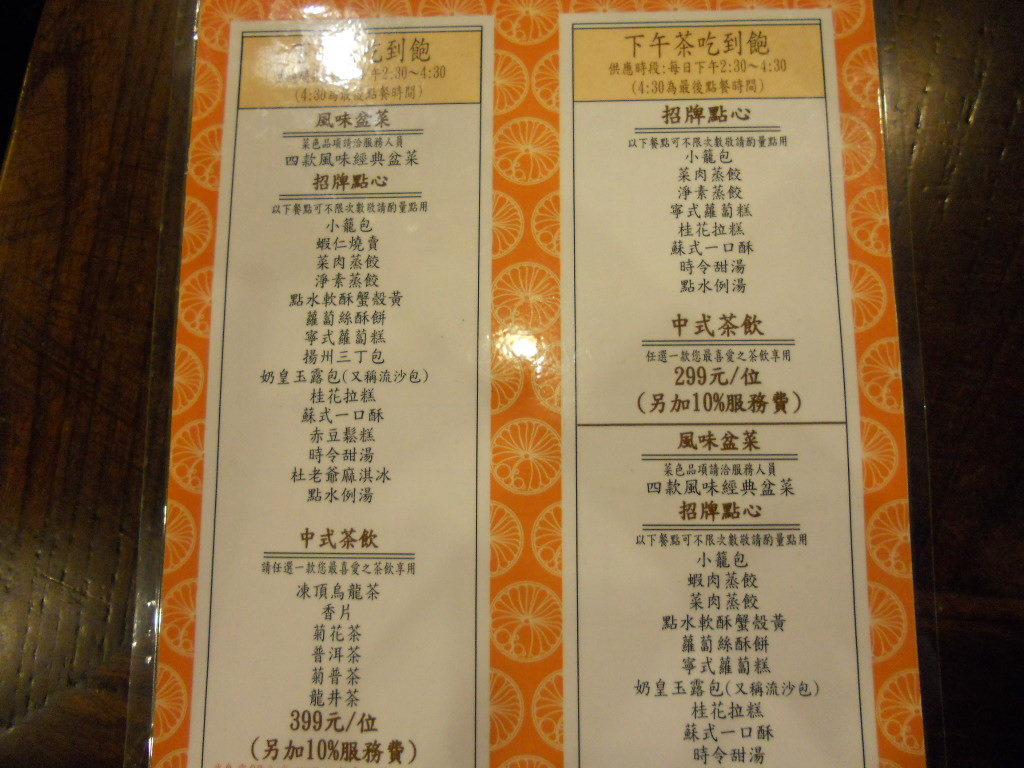 吃到飽
午2:30～4:30
(4:30為最後點餐時間)
風味盆菜
菜色品項請洽服務人員
四款風味經典盆菜
招牌點心
以下餐點可不限次數敬請酌量點用
小籠包
蝦仁燒賣
菜肉蒸餃
淨素蒸餃
點水軟酥蟹殼黃
蘿蔔絲酥餅
寧式蘿蔔糕
揚州三丁包
奶皇玉露包(又稱流沙包)
桂花拉糕
蘇式一口酥
赤豆鬆糕
時令甜湯
杜老爺麻淇冰
點水例湯
中式茶飲
請任選一款您最喜愛之茶飲享用
凍頂烏龍茶
香片
菊花茶
普洱茶
菊普茶
龍井茶
399元/位
(另加10%服務費)
下午茶吃到飽
供應時段:每日下午2:30～4:30
(4:30為最後點餐時間)
招牌點心
以下餐點可不限次數敬請酌量點用
小籠包
菜肉蒸餃
淨素蒸餃
寧式蘿蔔糕
桂花拉糕
蘇式一口酥
時令甜湯
點水例湯
中式茶飲
任選一款您最喜愛之茶飲享用
299元/位
(另加10%服務費)
風味盆菜
菜色品項請洽服務人員
四款風味經典盆菜
招牌點心
以下餐點可不限次數敬請酌量點用
小籠包
蝦肉蒸餃
菜肉蒸餃
點水軟酥蟹殼黃
蘿蔔絲酥餅
寧式蘿蔔糕
奶皇玉露包(又稱流沙包)
桂花拉糕
蘇式一口酥
時令甜湯